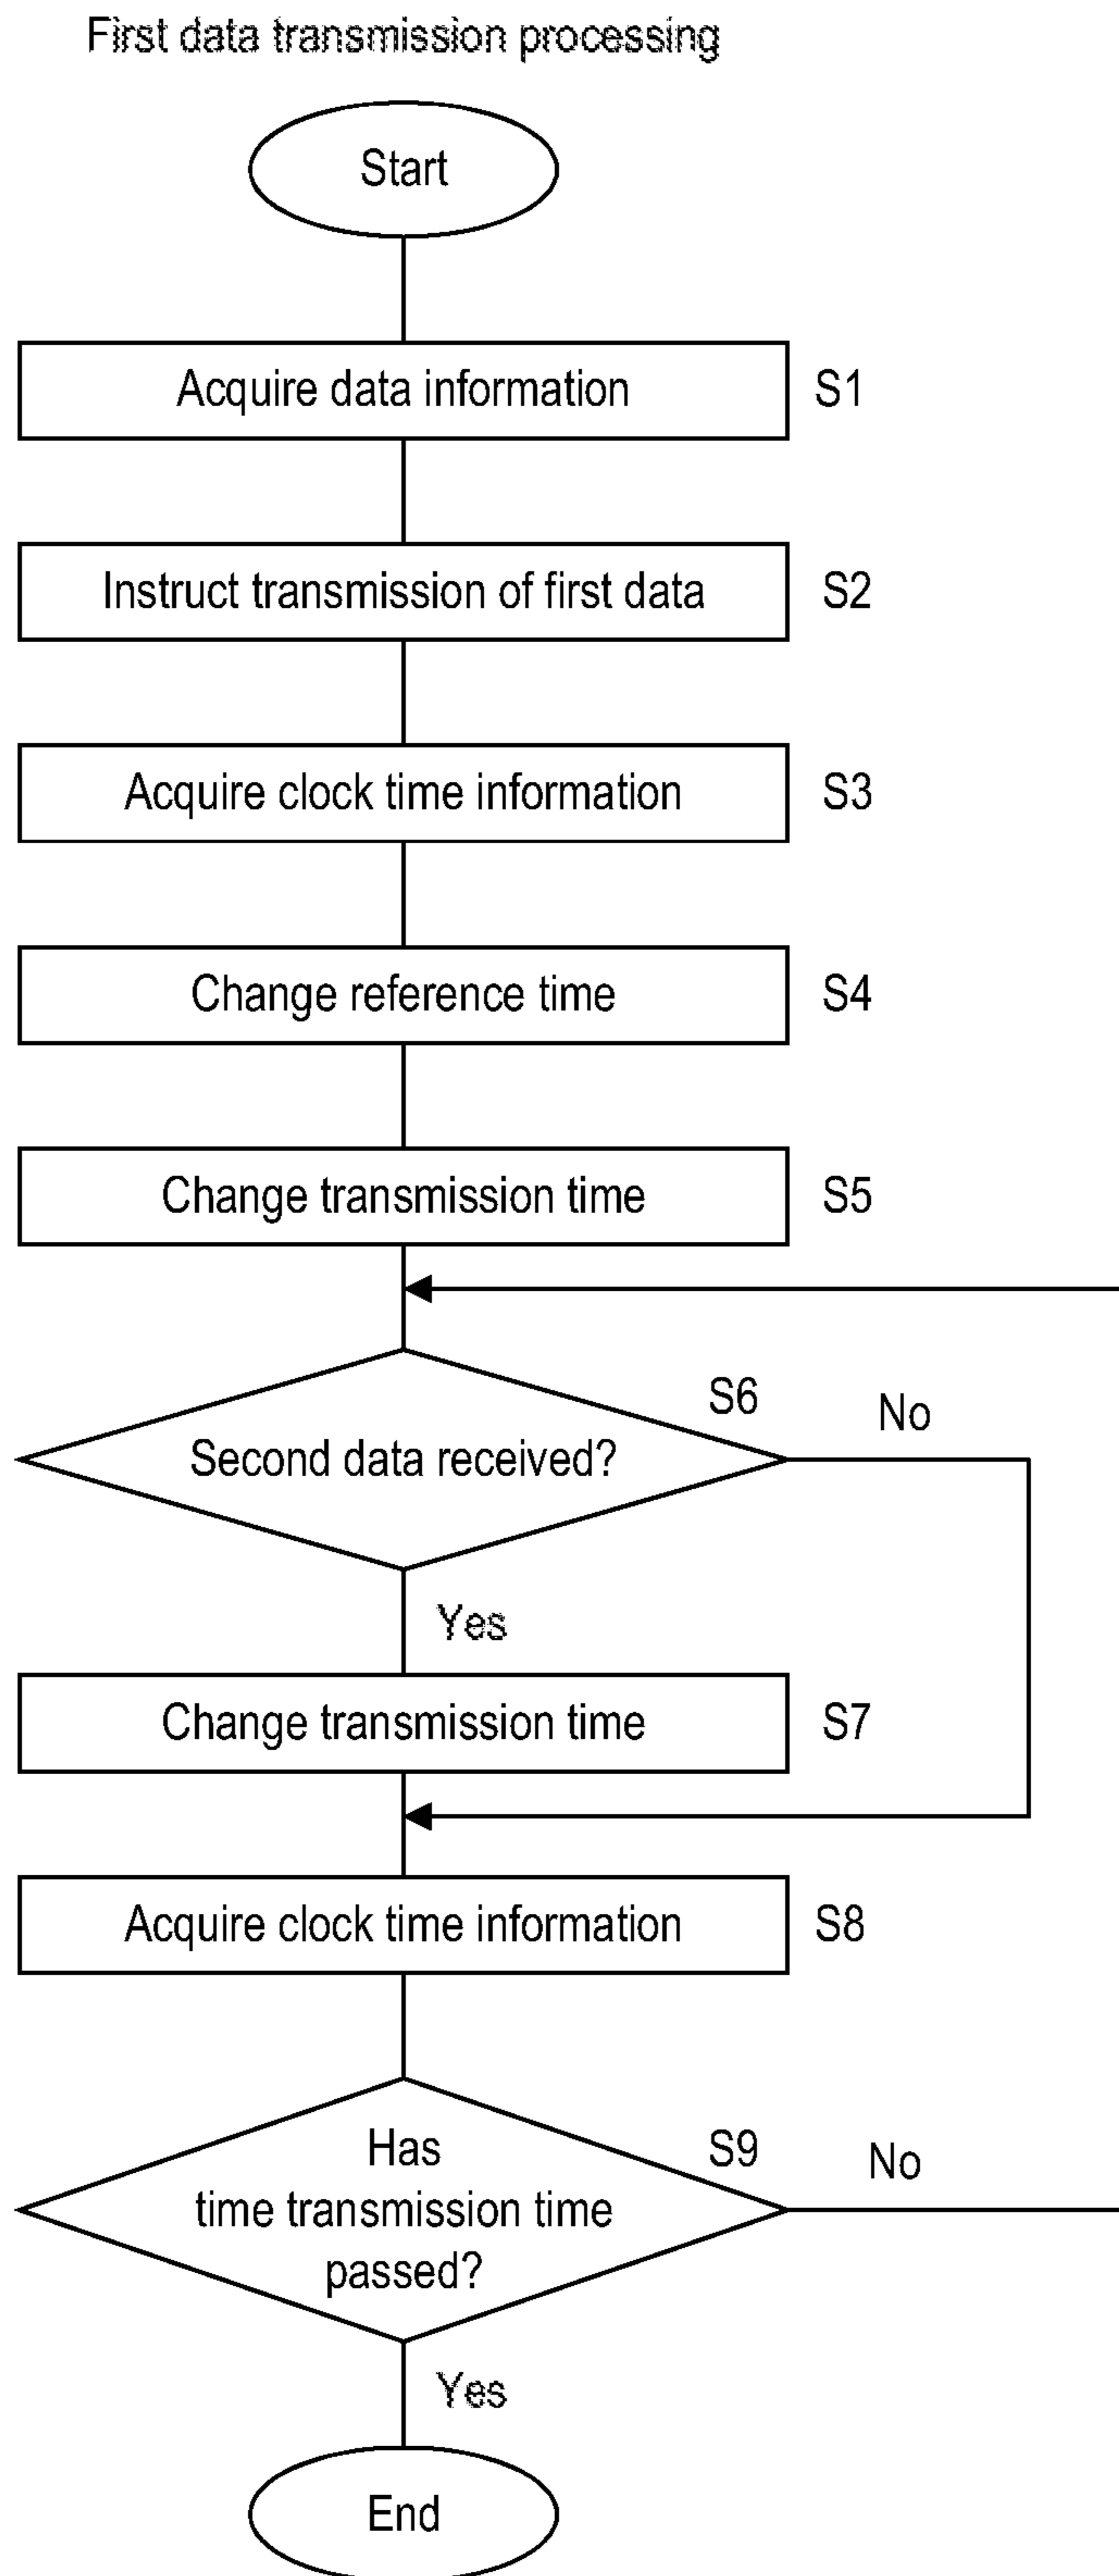 First data transmission processing
Start
Acquire data information
S1
Instruct transmission of first data
S2
Acquire clock time information
S3
Change reference time
S4
Change transmission time
S5
S6
No
Second data received?
Yes
Change transmission time
S7
Acquire clock time information
S8
Has
S9
No
time transmission time
passed?
Yes
End